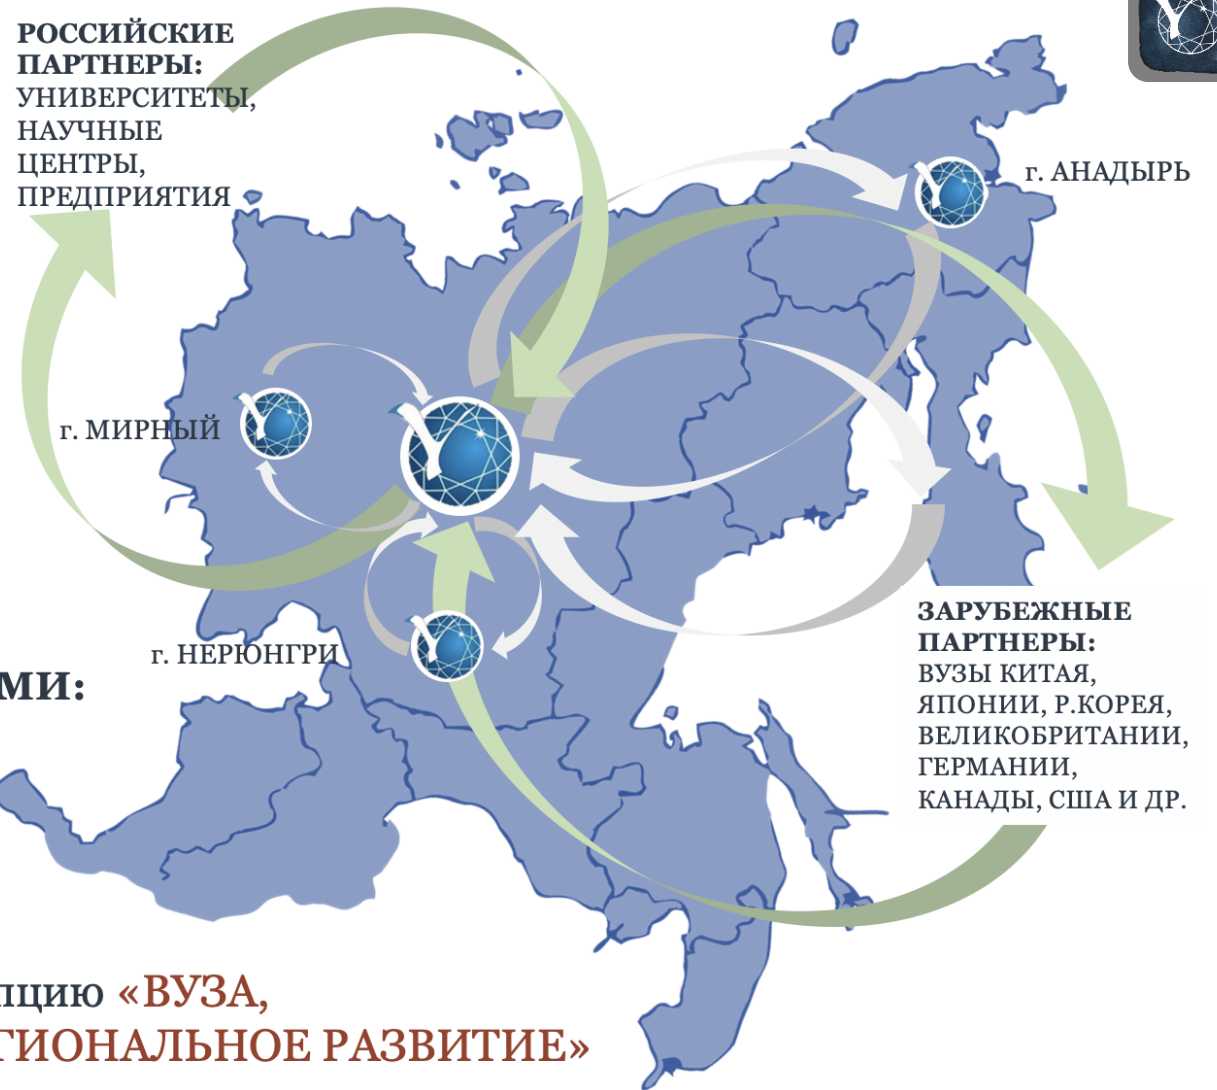 РОССИЙСКИЕ
ПАРТНЕРЫ:
УНИВЕРСИТЕТЫ,
НАУЧНЫЕ
ЦЕНТРЫ,
ПРЕДПРИЯТИЯ
г. АНАДЫРЬ
г. МИРНЫЙ
г. НЕРЮНГРИ
МИ:
ЗАРУБЕЖНЫЕ
ПАРТНЕРЫ:
ВУЗЫ КИТАЯ,
ЯПОНИИ, Р.КОРЕЯ,
ВЕЛИКОБРИТАНИИ,
ГЕРМАНИИ,
КАНАДЫ, США И ДР.
пцию «ВУЗА,
ГИОНАЛЬНОЕ РАЗВИТИЕ»